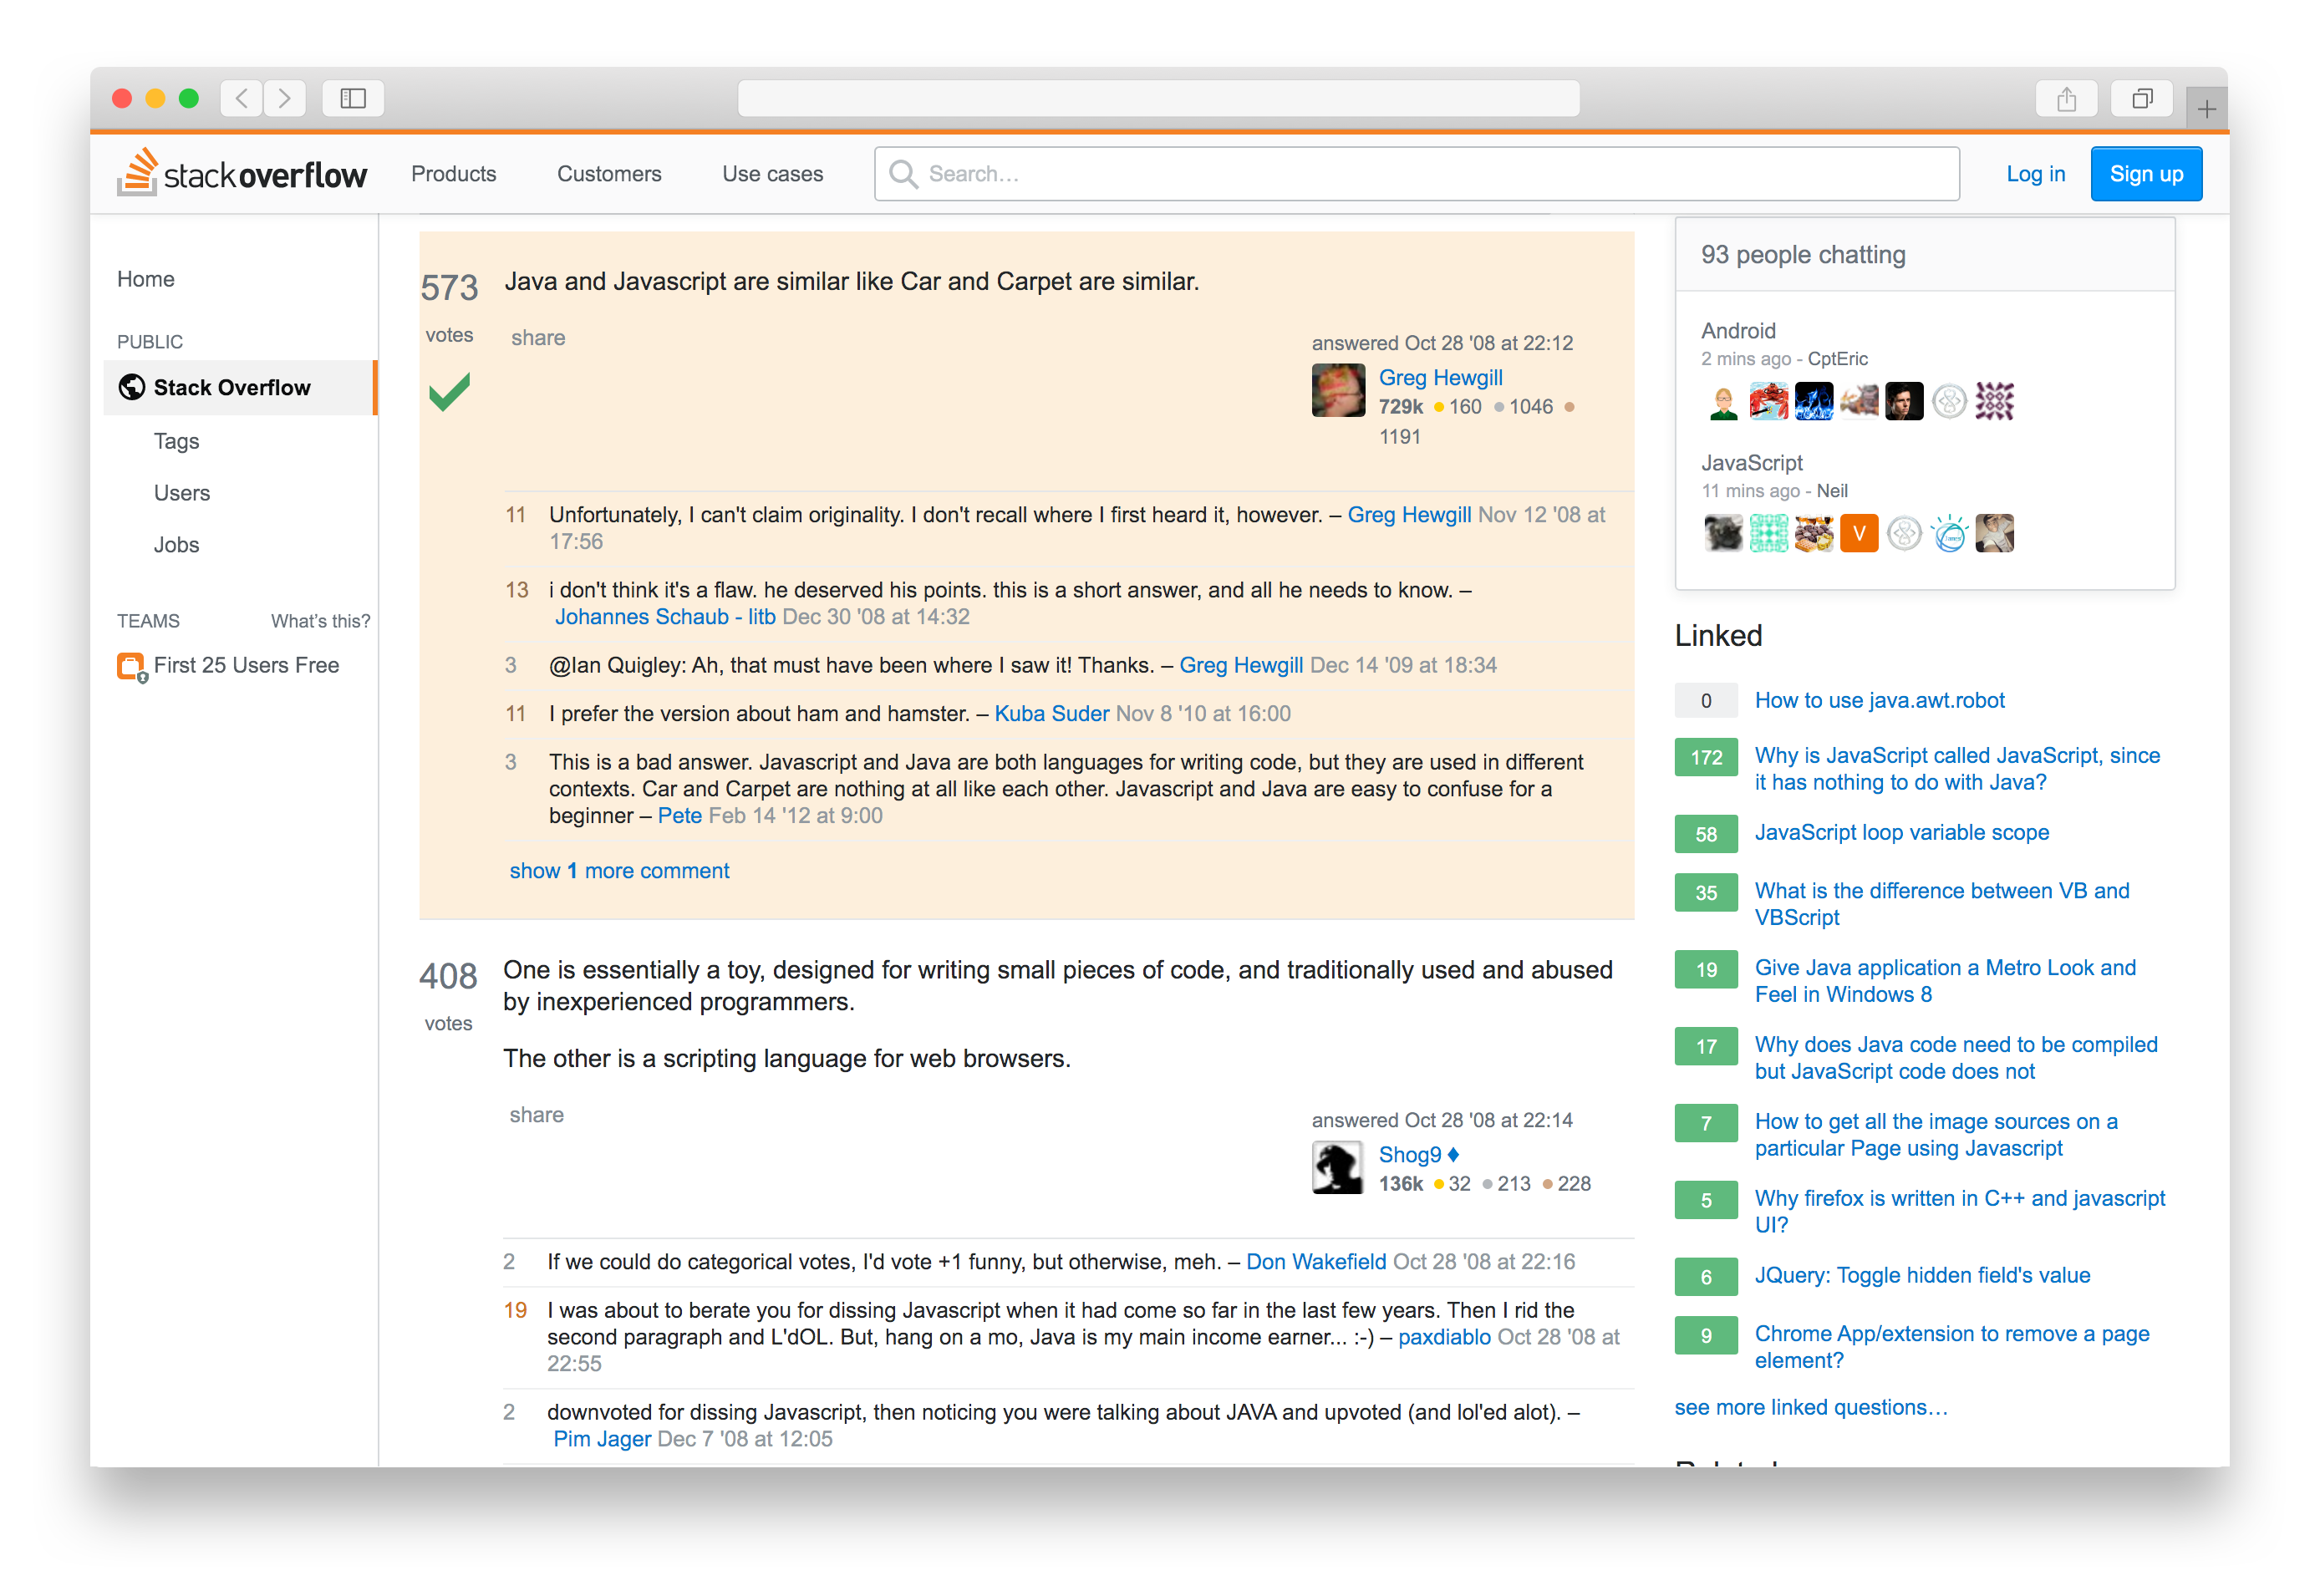 stackoverflow
Products
Customers
Use cases
Search…
Log in
Sign up
Home
PUBLIC
Stack Overflow
Tags
Users
Jobs
TEAMS
What's this?
First 25 Users Free
573
votes
Java and Javascript are similar like Car and Carpet are similar.
share
answered Oct 28 '08 at 22:12
Greg Hewgill
729k 160 1046
1191
11 Unfortunately, I can't claim originality. I don't recall where I first heard it, however. – Greg Hewgill Nov 12 '08 at
17:56
13 i don't think it's a flaw. he deserved his points. this is a short answer, and all he needs to know. –
Johannes Schaub - litb Dec 30 '08 at 14:32
3 @Ian Quigley: Ah, that must have been where I saw it! Thanks. – Greg Hewgill Dec 14 '09 at 18:34
11 I prefer the version about ham and hamster. – Kuba Suder Nov 8 '10 at 16:00
3 This is a bad answer. Javascript and Java are both languages for writing code, but they are used in different
contexts. Car and Carpet are nothing at all like each other. Javascript and Java are easy to confuse for a
beginner – Pete Feb 14 '12 at 9:00
show 1 more comment
408
votes
One is essentially a toy, designed for writing small pieces of code, and traditionally used and abused
by inexperienced programmers.
The other is a scripting language for web browsers.
share
answered Oct 28 '08 at 22:14
Shog9 ♦
136k 32 213 228
2 If we could do categorical votes, I'd vote +1 funny, but otherwise, meh. – Don Wakefield Oct 28 '08 at 22:16
19 I was about to berate you for dissing Javascript when it had come so far in the last few years. Then I rid the
second paragraph and L'dOL. But, hang on a mo, Java is my main income earner... :-) – paxdiablo Oct 28 '08 at
22:55
2 downvoted for dissing Javascript, then noticing you were talking about JAVA and upvoted (and lol'ed alot). –
Pim Jager Dec 7 '08 at 12:05
93 people chatting
Android
2 mins ago - CptEric
JavaScript
11 mins ago - Neil
V
Linked
0 How to use java.awt.robot
172 Why is JavaScript called JavaScript, since
it has nothing to do with Java?
58 JavaScript loop variable scope
35 What is the difference between VB and
VBScript
19 Give Java application a Metro Look and
Feel in Windows 8
17 Why does Java code need to be compiled
but JavaScript code does not
7 How to get all the image sources on a
particular Page using Javascript
5 Why firefox is written in C++ and javascript
UI?
6 JQuery: Toggle hidden field's value
9 Chrome App/extension to remove a page
element?
see more linked questions…